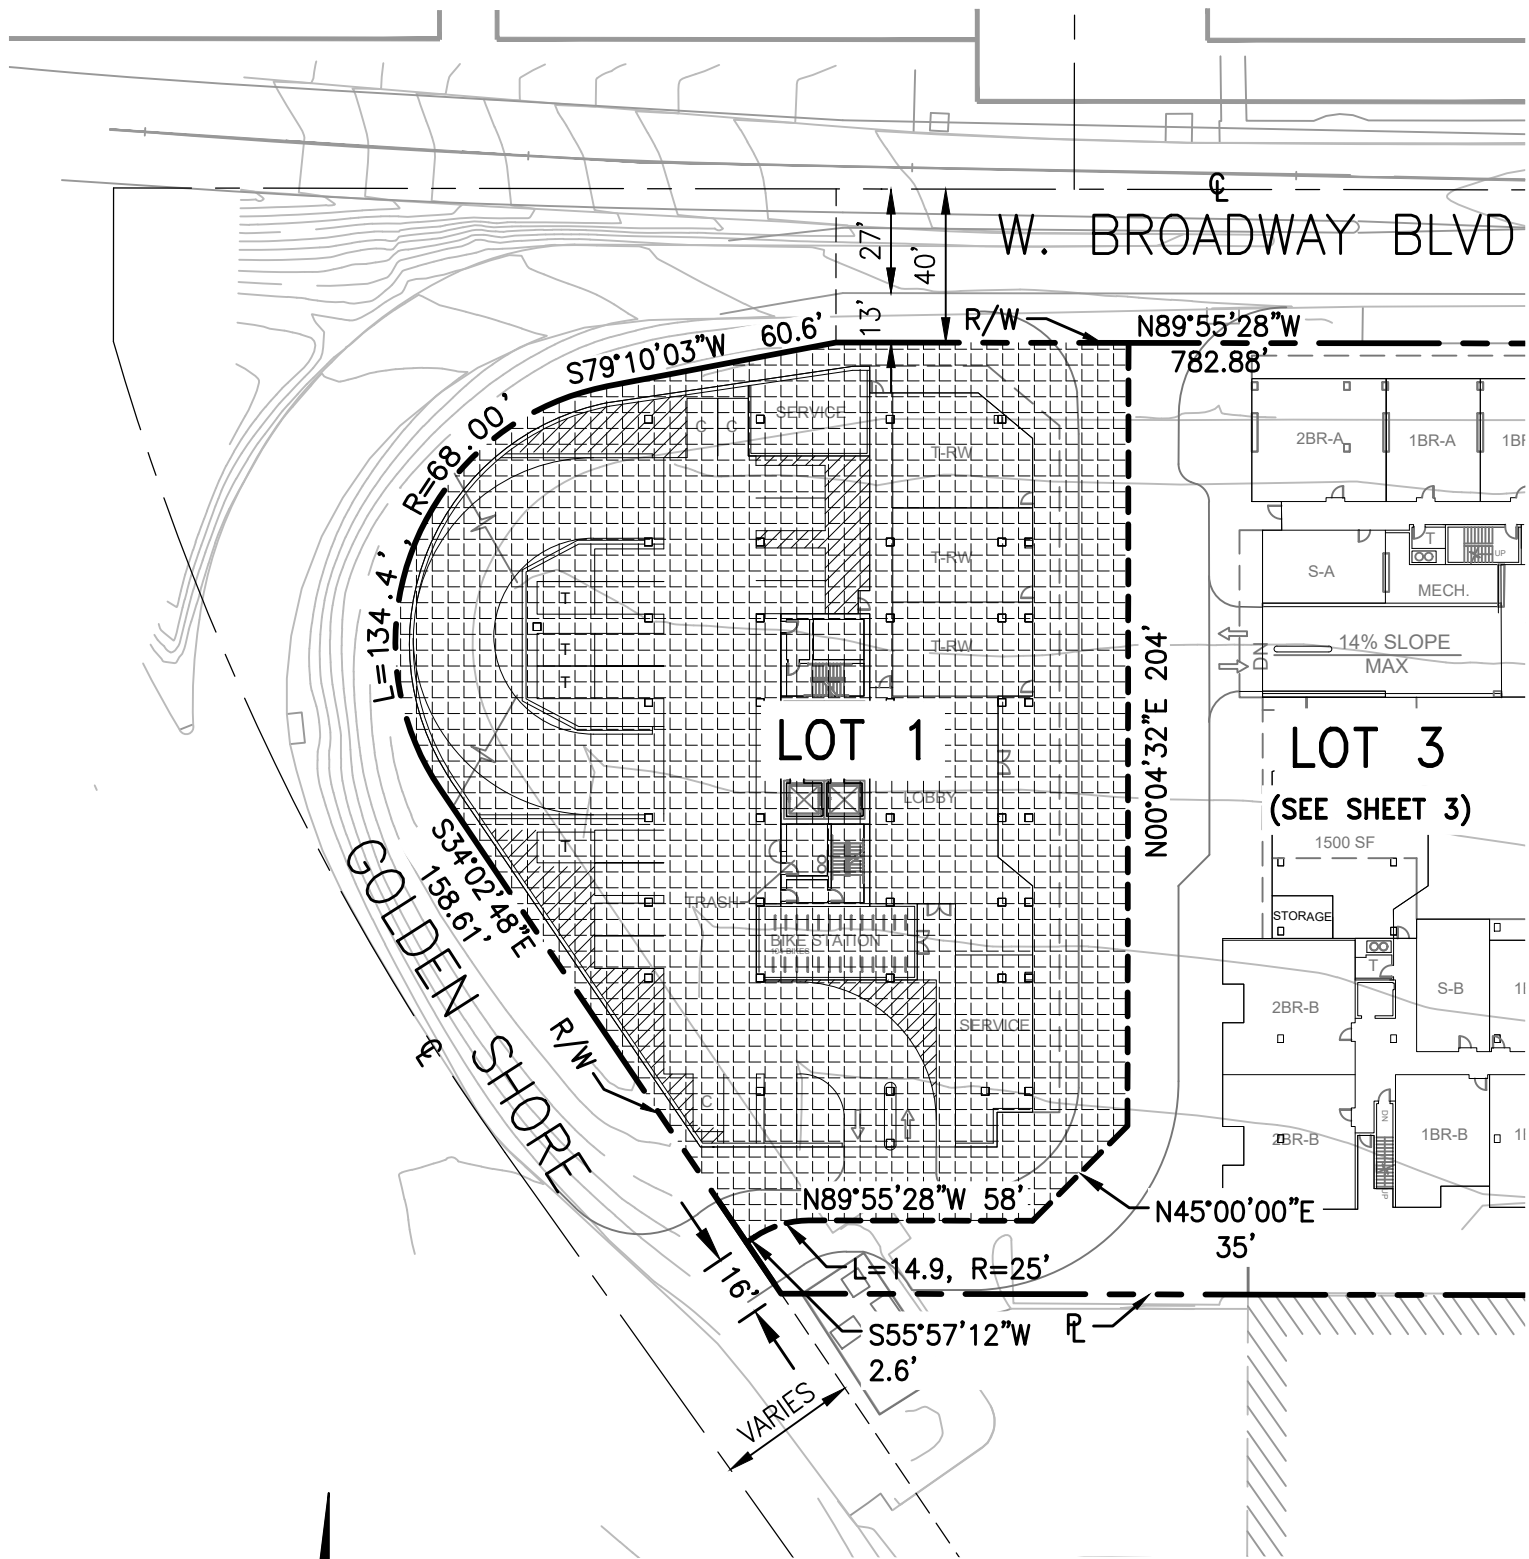 ℄
W. BROADWAY BLVD
27'
40'
13'
R/W
N89°55'28"W
782.88'
S79°10'03"W 60.6'
L=134.4', R=68.00'
SERVICE
C C
T-RW
T-RW
T-RW
2BR-A
1BR-A
S-A
T
UP
MECH.
14% SLOPE
MAX
DN
T
T
T
T
N00°04'32"E 204'
LOT 1
LOT 3
(SEE SHEET 3)
LOBBY
1500 SF
STORAGE
S34°02'48"E
158.61'
GOLDEN SHORE
℄
R/W
TRASH
BIKE STATION
SERVICE
C
T
S-B
2BR-B
2BR-B
1BR-B
DN
UP
N89°55'28"W 58'
N45°00'00"E
35'
L=14.9, R=25'
16'
S55°57'12"W
2.6'
PL
VARIES